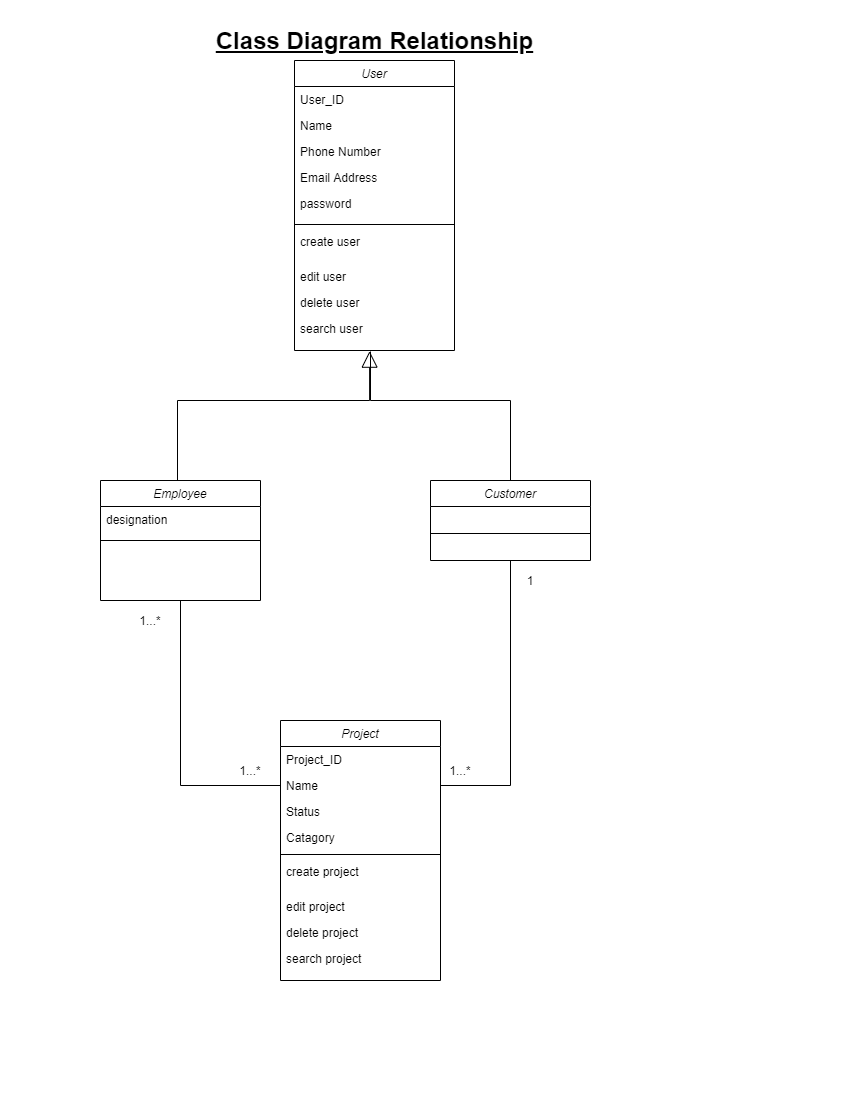 Class Diagram Relationship
User
User_ID
Name
Phone Number
Email Address
password
create user
edit user
delete user
search user
Employee
designation
Customer
1
1...*
Project
Project_ID
1...*
1...*
Name
Status
Catagory
create project
edit project
delete project
search project